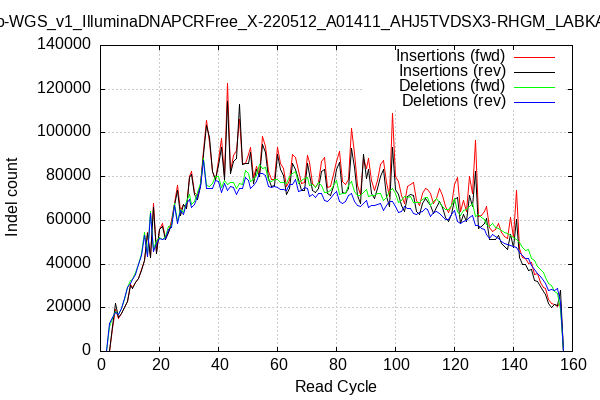 o-WGS_v1_IlluminaDNAPCRFree_X-220512_A01411_AHJ5TVDSX3-RHGM_LABKA
140000
120000
100000
80000
60000
40000
20000
0
Indel count
Insertions (fwd)
Insertions (rev)
Deletions (fwd)
Deletions (rev)
0 20 40 60 80 100 120 140 160
Read Cycle